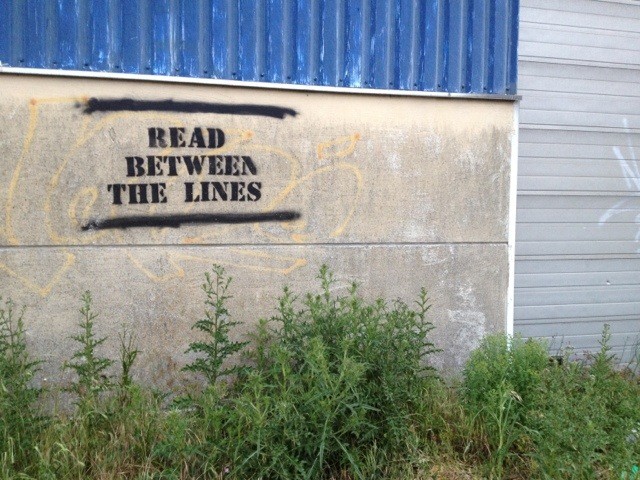 READ
BETWEEN
THE LINES